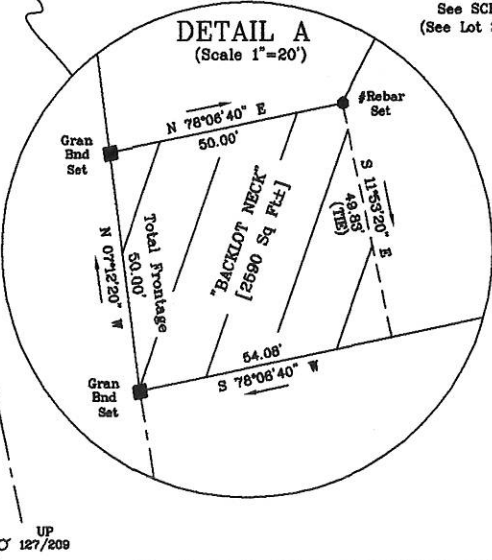 See SC
(See Lot
DETAIL A
(Scale 1"=20')
#Rebar
Set
N 78°06'40" E
50.00'
Gran
Bnd
Set
S 11°53'20" E
49.83'
(TIE)
"BACKLOT NECK"
[2590 Sq Ft±]
Total Frontage
50.00'
N 07°12'20" W
54.08'
S 78°06'40" W
Gran
Bnd
Set
UP
127/209